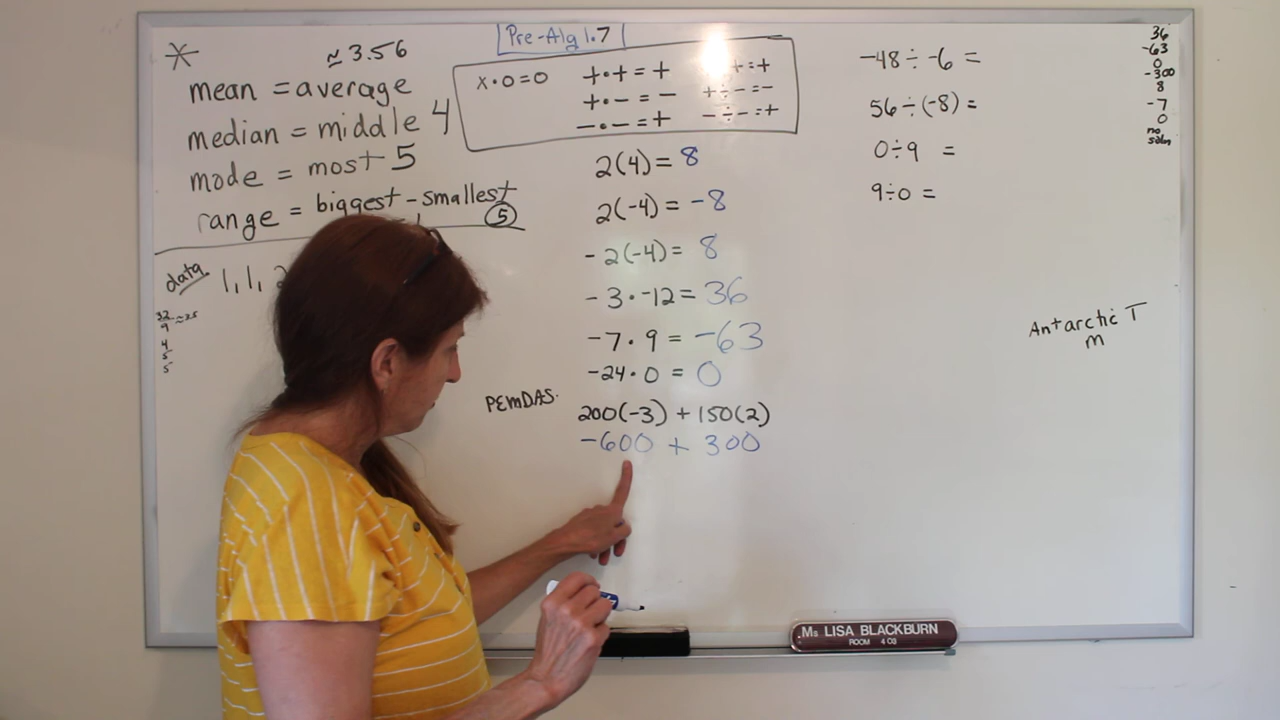 Pre-Alg 1.7
* ≈ 3.56
mean = average
median = middle 4
mode = most 5
range = biggest - smallest
5
data 1, 1, 2
32/9 ≈ 3.5
4
5
5
x • 0 = 0
+ • + = +
+ • - = -
- • - = +
÷ + = +
+ ÷ - = -
- ÷ - = +
2(4) = 8
2(-4) = -8
-2(-4) = 8
-3 • -12 = 36
-7 • 9 = -63
-24 • 0 = 0
PEMDAS.
200(-3) + 150(2)
-600 + 300
-48 ÷ -6 =
56 ÷ (-8) =
0 ÷ 9 =
9 ÷ 0 =
36
-63
0
-300
8
-7
0
no
soln
Antarctic T
m
Ms LISA BLACKBURN
ROOM 403